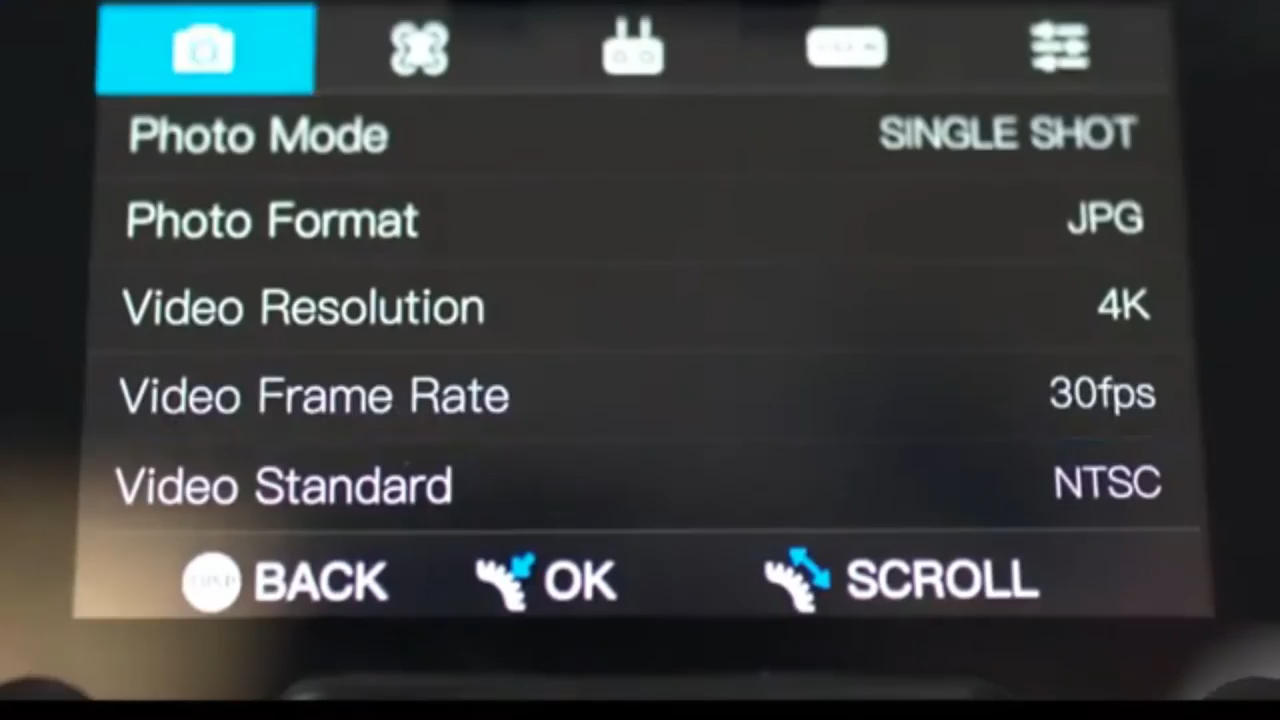 Photo Mode SINGLE SHOT
Photo Format JPG
Video Resolution 4K
Video Frame Rate 30fps
Video Standard NTSC
BACK OK SCROLL